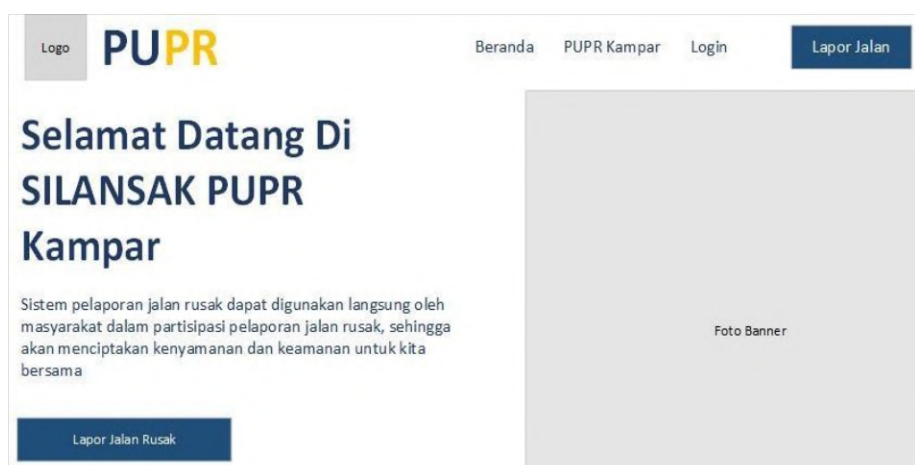 Logo
PUPR
Beranda PUPR Kampar Login Lapor Jalan
Selamat Datang Di
SILANSAK PUPR
Kampar
Sistem pelaporan jalan rusak dapat digunakan langsung oleh
masyarakat dalam partisipasi pelaporan jalan rusak, sehingga
akan menciptakan kenyamanan dan keamanan untuk kita
bersama
Lapor Jalan Rusak
Foto Banner